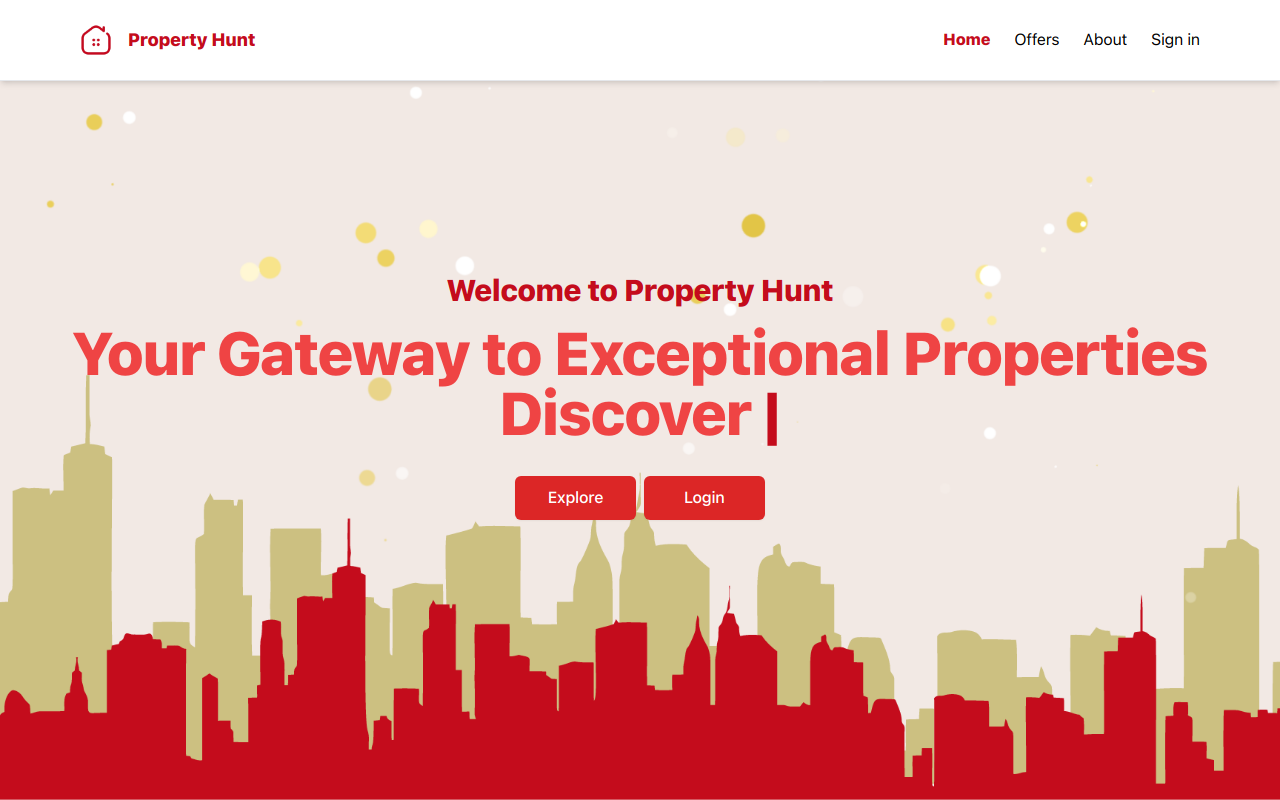 Property Hunt
Home Offers About Sign in
Welcome to Property Hunt
Your Gateway to Exceptional Properties
Discover
Explore Login